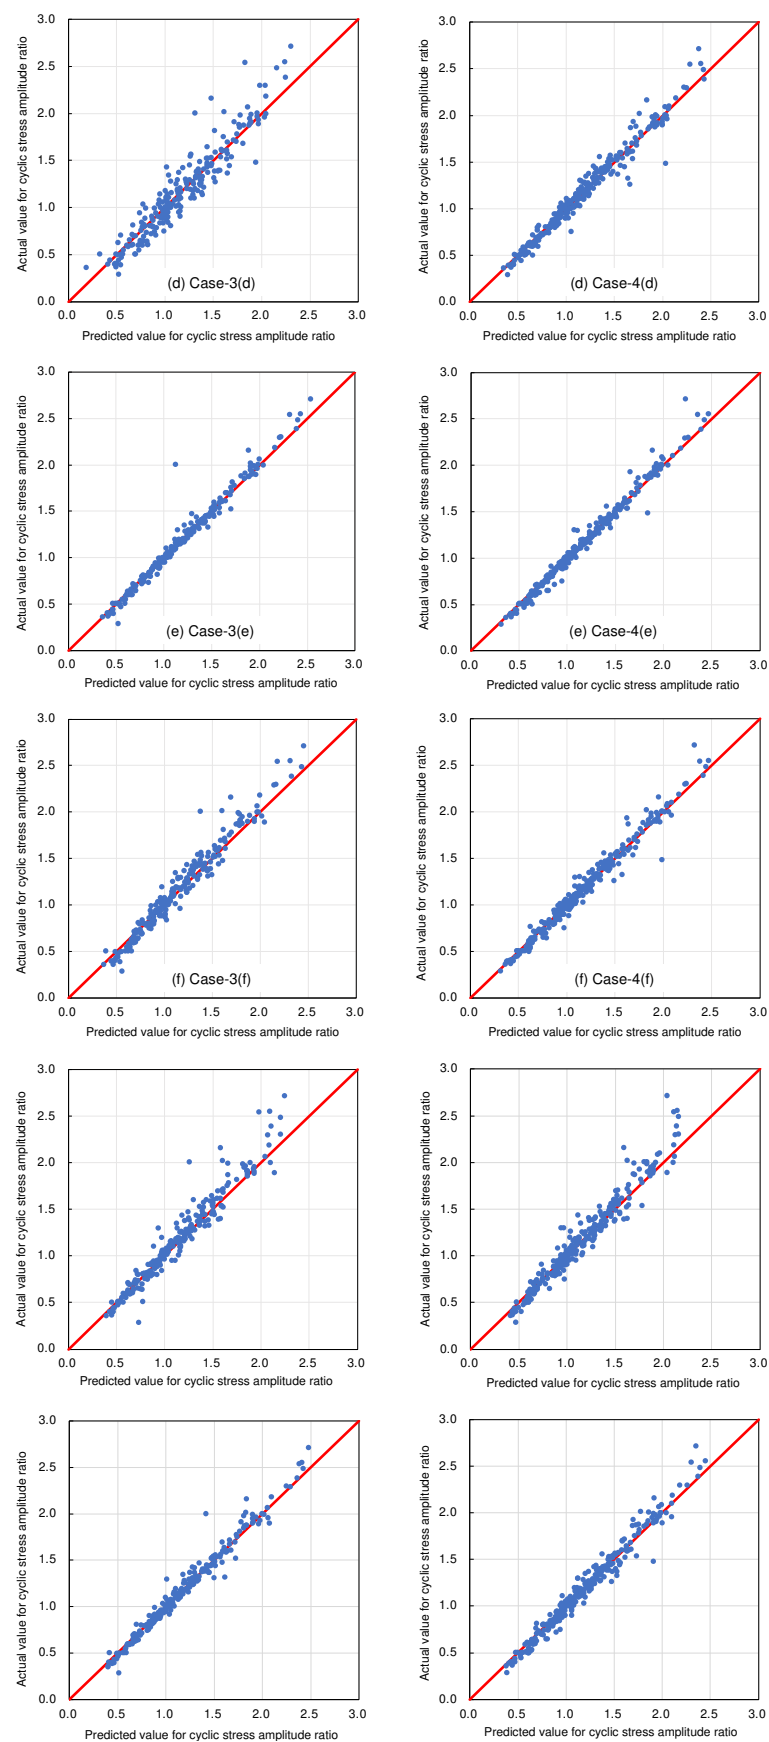 3.0 2.5 2.0 1.5 1.0 0.5 0.0
Actual value for cyclic stress amplitude ratio
(d) Case-3(d)
0.0 0.5 1.0 1.5 2.0 2.5 3.0
Predicted value for cyclic stress amplitude ratio
3.0 2.5 2.0 1.5 1.0 0.5 0.0
Actual value for cyclic stress amplitude ratio
(d) Case-4(d)
0.0 0.5 1.0 1.5 2.0 2.5 3.0
Predicted value for cyclic stress amplitude ratio
3.0 2.5 2.0 1.5 1.0 0.5 0.0
Actual value for cyclic stress amplitude ratio
(e) Case-3(e)
0.0 0.5 1.0 1.5 2.0 2.5 3.0
Predicted value for cyclic stress amplitude ratio
3.0 2.5 2.0 1.5 1.0 0.5 0.0
Actual value for cyclic stress amplitude ratio
(e) Case-4(e)
0.0 0.5 1.0 1.5 2.0 2.5 3.0
Predicted value for cyclic stress amplitude ratio
3.0 2.5 2.0 1.5 1.0 0.5 0.0
Actual value for cyclic stress amplitude ratio
(f) Case-3(f)
0.0 0.5 1.0 1.5 2.0 2.5 3.0
Predicted value for cyclic stress amplitude ratio
3.0 2.5 2.0 1.5 1.0 0.5 0.0
Actual value for cyclic stress amplitude ratio
(f) Case-4(f)
0.0 0.5 1.0 1.5 2.0 2.5 3.0
Predicted value for cyclic stress amplitude ratio
3.0 2.5 2.0 1.5 1.0 0.5 0.0
Actual value for cyclic stress amplitude ratio
0.0 0.5 1.0 1.5 2.0 2.5 3.0
Predicted value for cyclic stress amplitude ratio
3.0 2.5 2.0 1.5 1.0 0.5 0.0
Actual value for cyclic stress amplitude ratio
0.0 0.5 1.0 1.5 2.0 2.5 3.0
Predicted value for cyclic stress amplitude ratio
3.0 2.5 2.0 1.5 1.0 0.5 0.0
Actual value for cyclic stress amplitude ratio
0.0 0.5 1.0 1.5 2.0 2.5 3.0
Predicted value for cyclic stress amplitude ratio
3.0 2.5 2.0 1.5 1.0 0.5 0.0
Actual value for cyclic stress amplitude ratio
0.0 0.5 1.0 1.5 2.0 2.5 3.0
Predicted value for cyclic stress amplitude ratio